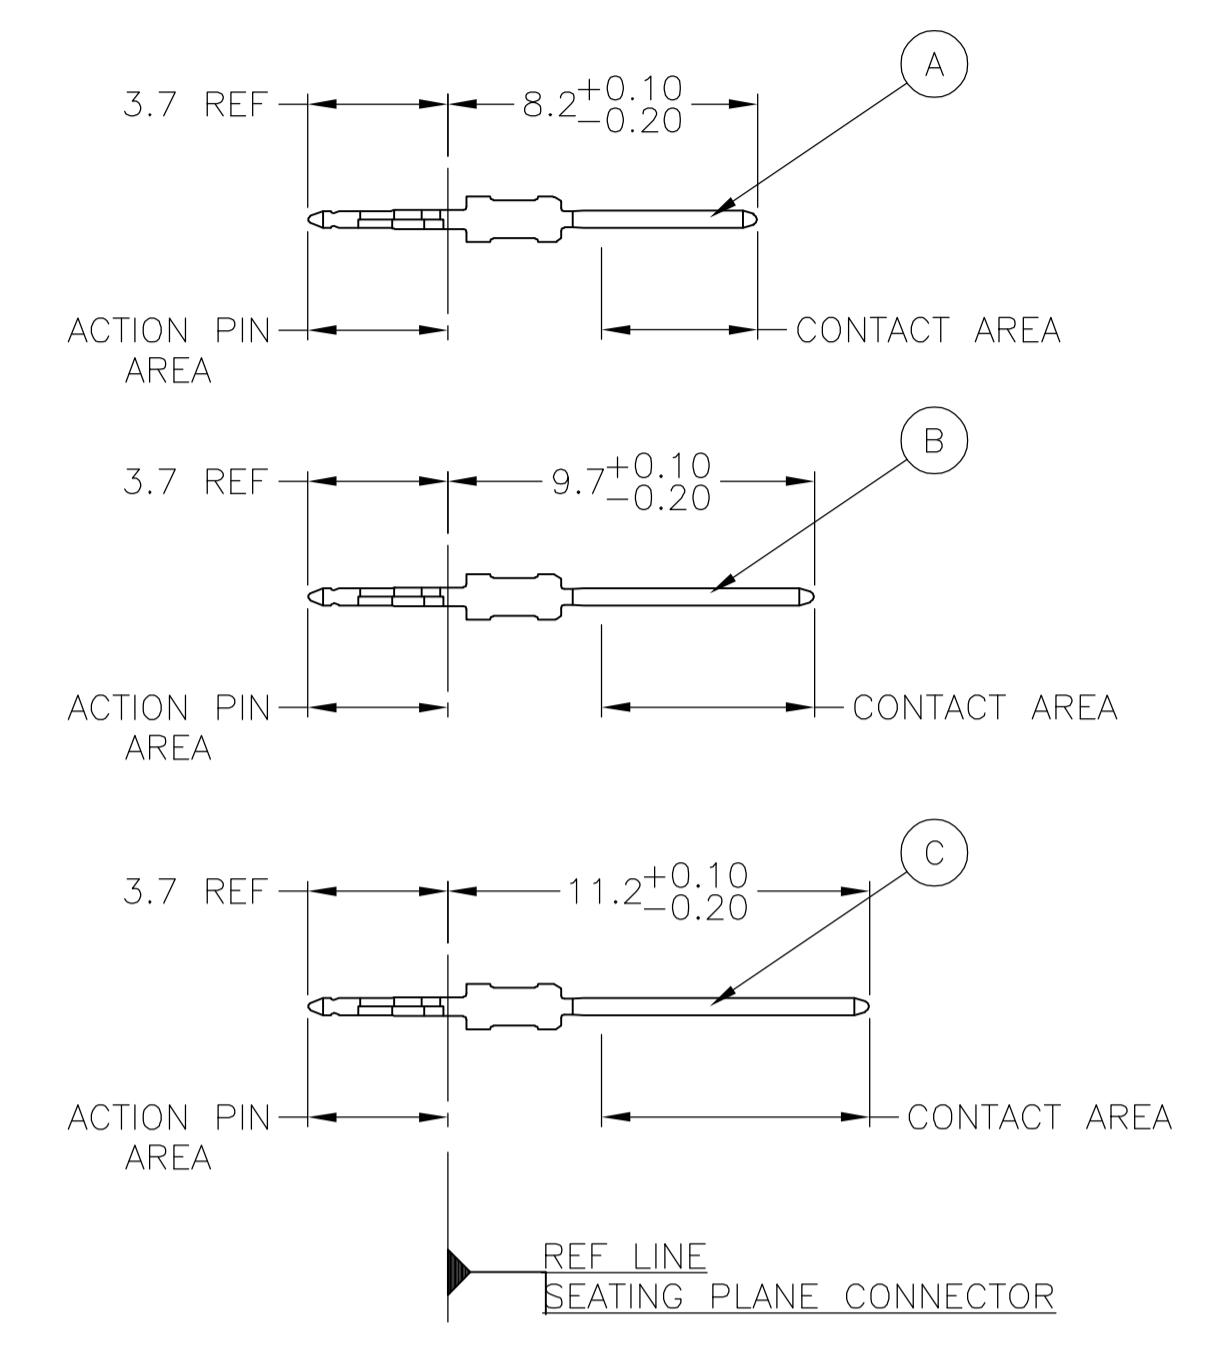 A
3.7 REF 8.2 +0.10 −0.20
ACTION PIN AREA
CONTACT AREA
B
3.7 REF 9.7 +0.10 −0.20
ACTION PIN AREA
CONTACT AREA
C
3.7 REF 11.2 +0.10 −0.20
ACTION PIN AREA
CONTACT AREA
REF LINE
SEATING PLANE CONNECTOR